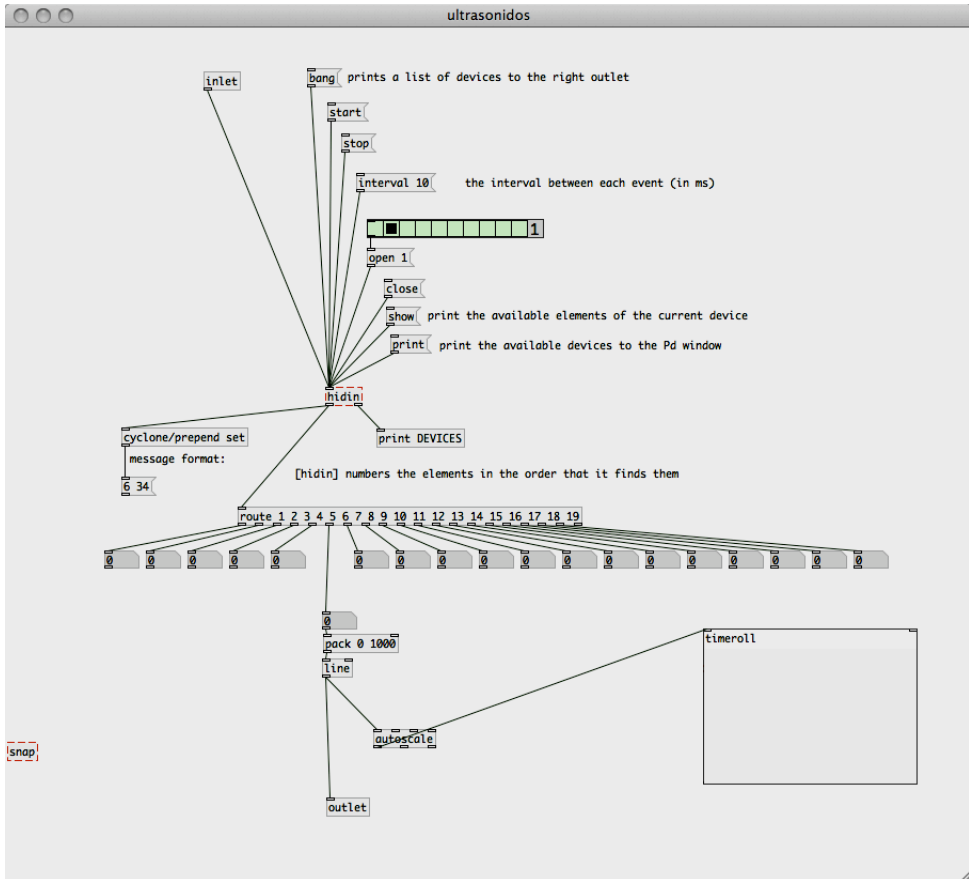 ultrasonidos
inlet
bang prints a list of devices to the right outlet
start
stop
interval 10 the interval between each event (in ms)
1
open 1
close
show print the available elements of the current device
print print the available devices to the Pd window
hidin
cyclone/prepend set
print DEVICES
message format:
[hidin] numbers the elements in the order that it finds them
6 34
route 1 2 3 4 5 6 7 8 9 10 11 12 13 14 15 16 17 18 19
0 0 0 0 0 0 0 0 0 0 0 0 0 0 0 0 0 0
0
pack 0 1000
timeroll
line
autoscale
snap
outlet